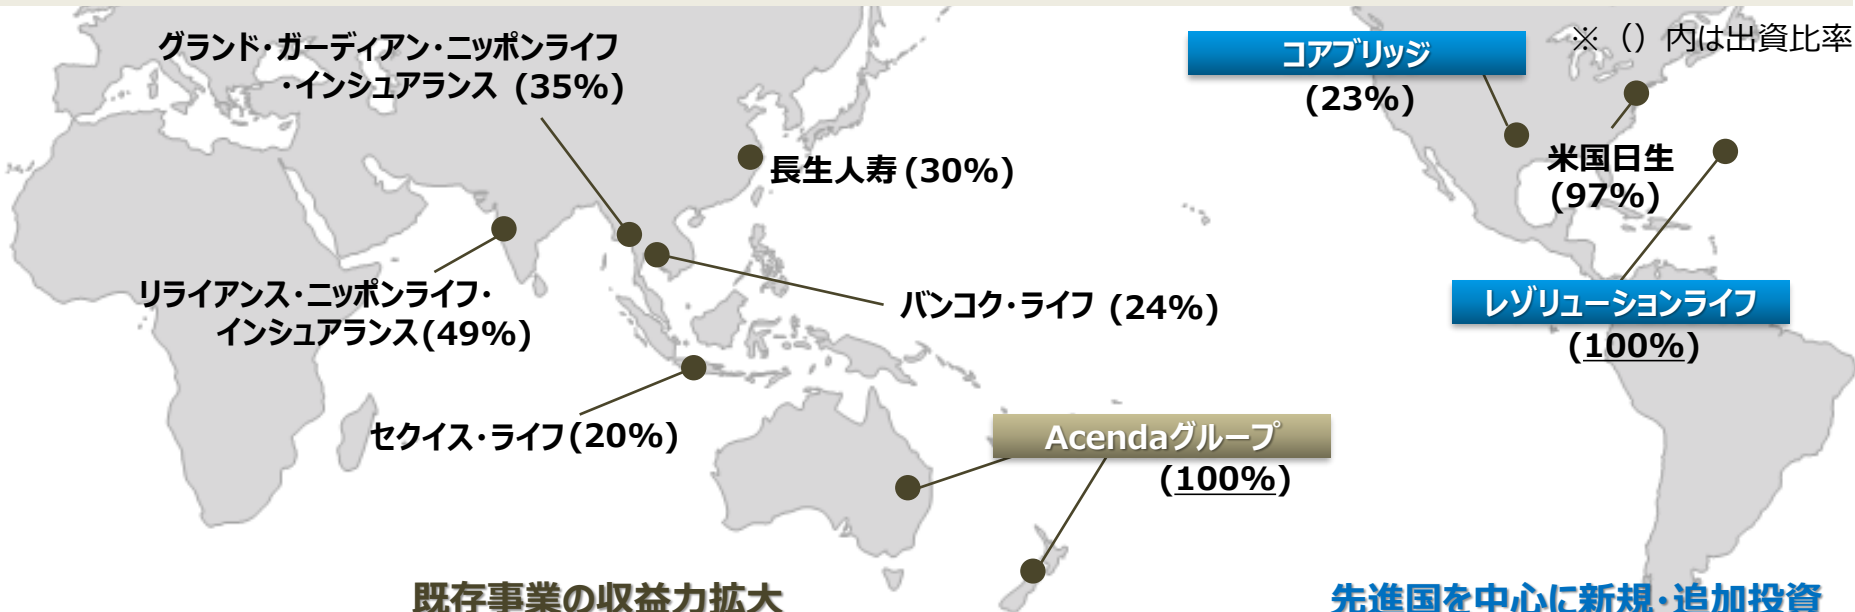 ※（）内は出資比率
グランド・ガーディアン・ニッポンライフ
・インシュアランス (35%)
コアブリッジ
(23%)
長生人寿 (30%)
米国日生
(97%)
リライアンス・ニッポンライフ・
インシュアランス(49%)
バンコク・ライフ (24%)
レゾリューションライフ
(100%)
セクイス・ライフ(20%)
Acendaグループ
(100%)
既存事業の収益力拡大
先進国を中心に新規・追加投資